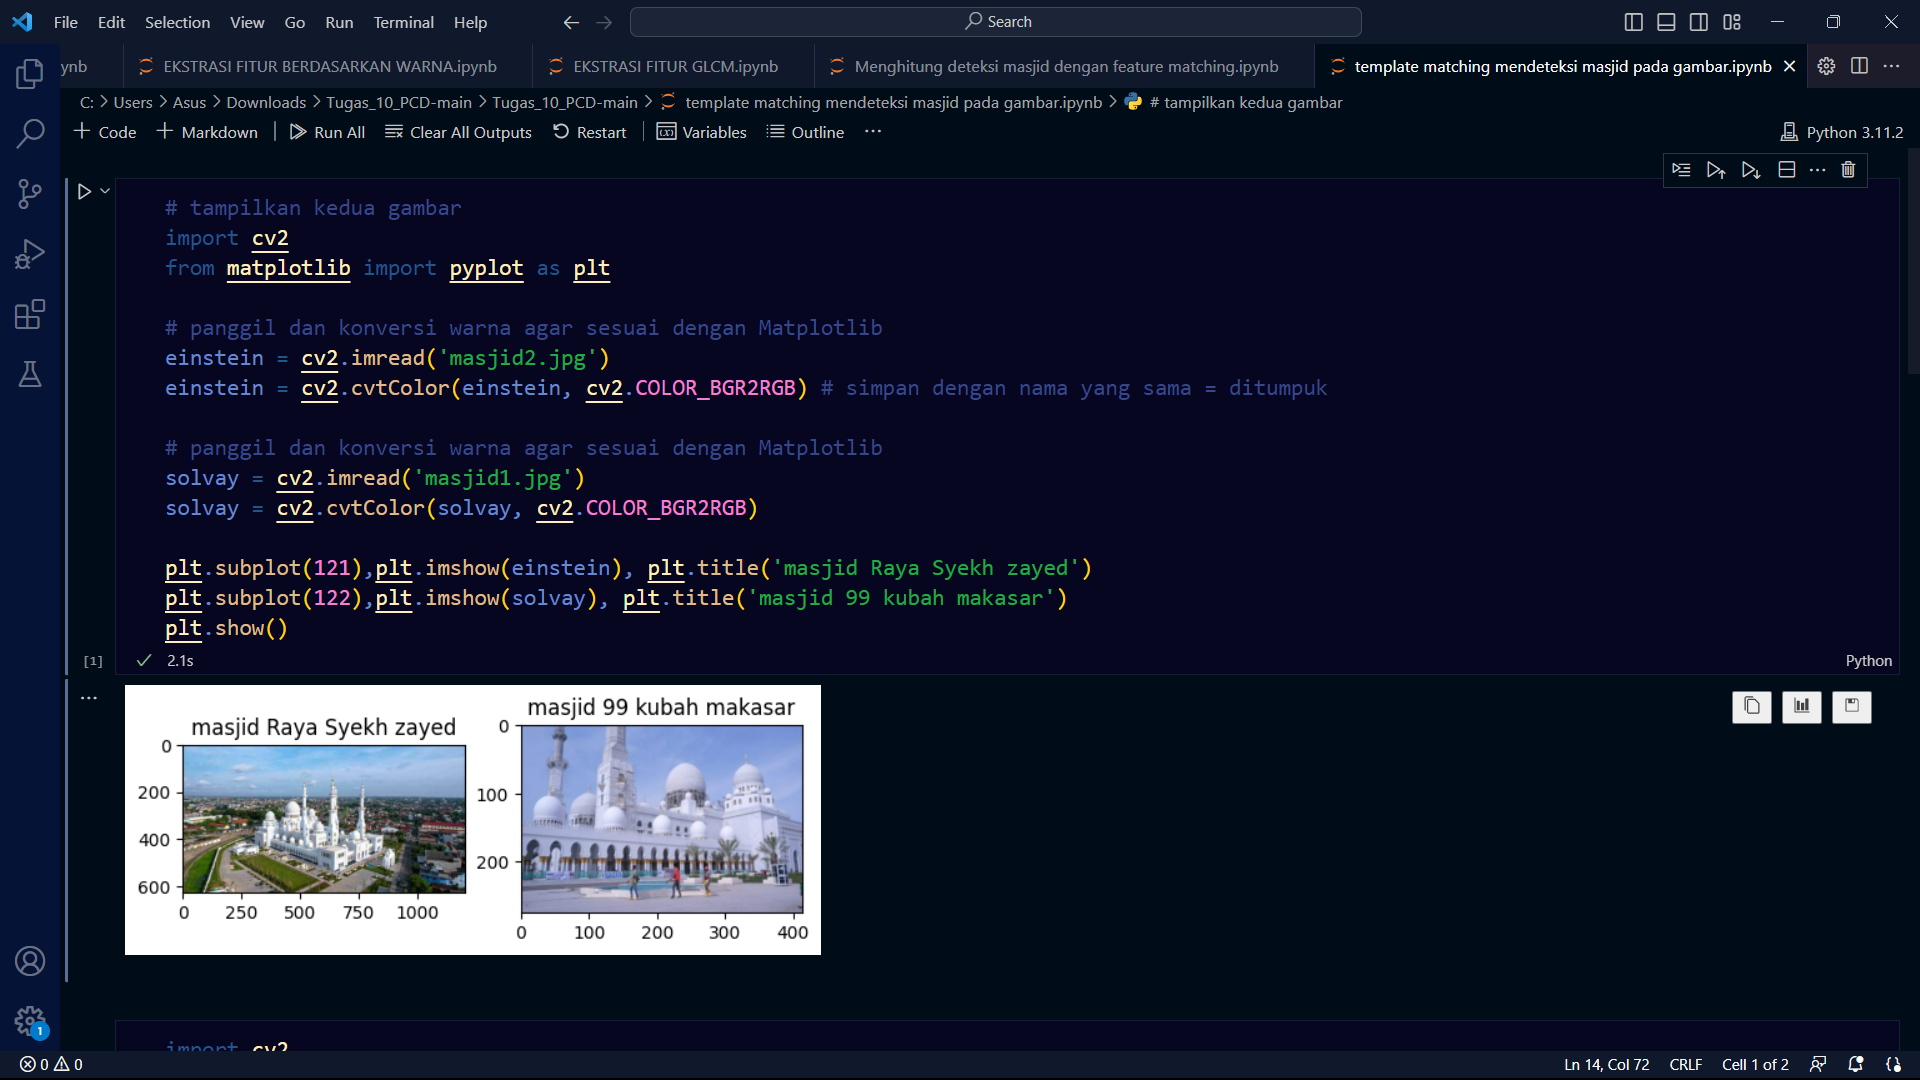 File Edit Selection View Go Run Terminal Help Search
ynb EKSTRASI FITUR BERDASARKAN WARNA.ipynb EKSTRASI FITUR GLCM.ipynb Menghitung deteksi masjid dengan feature matching.ipynb template matching mendeteksi masjid pada gambar.ipynb
C: > Users > Asus > Downloads > Tugas_10_PCD-main > Tugas_10_PCD-main > template matching mendeteksi masjid pada gambar.ipynb > # tampilkan kedua gambar
+ Code + Markdown Run All Clear All Outputs Restart Variables Outline ... Python 3.11.2
# tampilkan kedua gambar
import cv2
from matplotlib import pyplot as plt
# panggil dan konversi warna agar sesuai dengan Matplotlib
einstein = cv2.imread('masjid2.jpg')
einstein = cv2.cvtColor(einstein, cv2.COLOR_BGR2RGB) # simpan dengan nama yang sama = ditumpuk
# panggil dan konversi warna agar sesuai dengan Matplotlib
solvay = cv2.imread('masjid1.jpg')
solvay = cv2.cvtColor(solvay, cv2.COLOR_BGR2RGB)
plt.subplot(121),plt.imshow(einstein), plt.title('masjid Raya Syekh zayed')
plt.subplot(122),plt.imshow(solvay), plt.title('masjid 99 kubah makasar')
plt.show()
[1] 2.1s Python
masjid Raya Syekh zayed
0
200
400
600
0 250 500 750 1000
masjid 99 kubah makasar
0
100
200
0 100 200 300 400
import cv2
1
0 0 Ln 14, Col 72 CRLF Cell 1 of 2